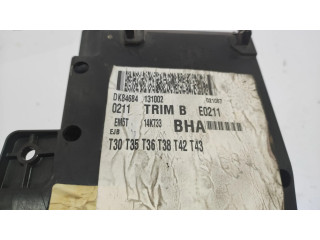 DK84684 131002
0211 TRIM B E0211
EM5T 14K733 BHA
EJB
T30 T35 T36 T38 T42 T43